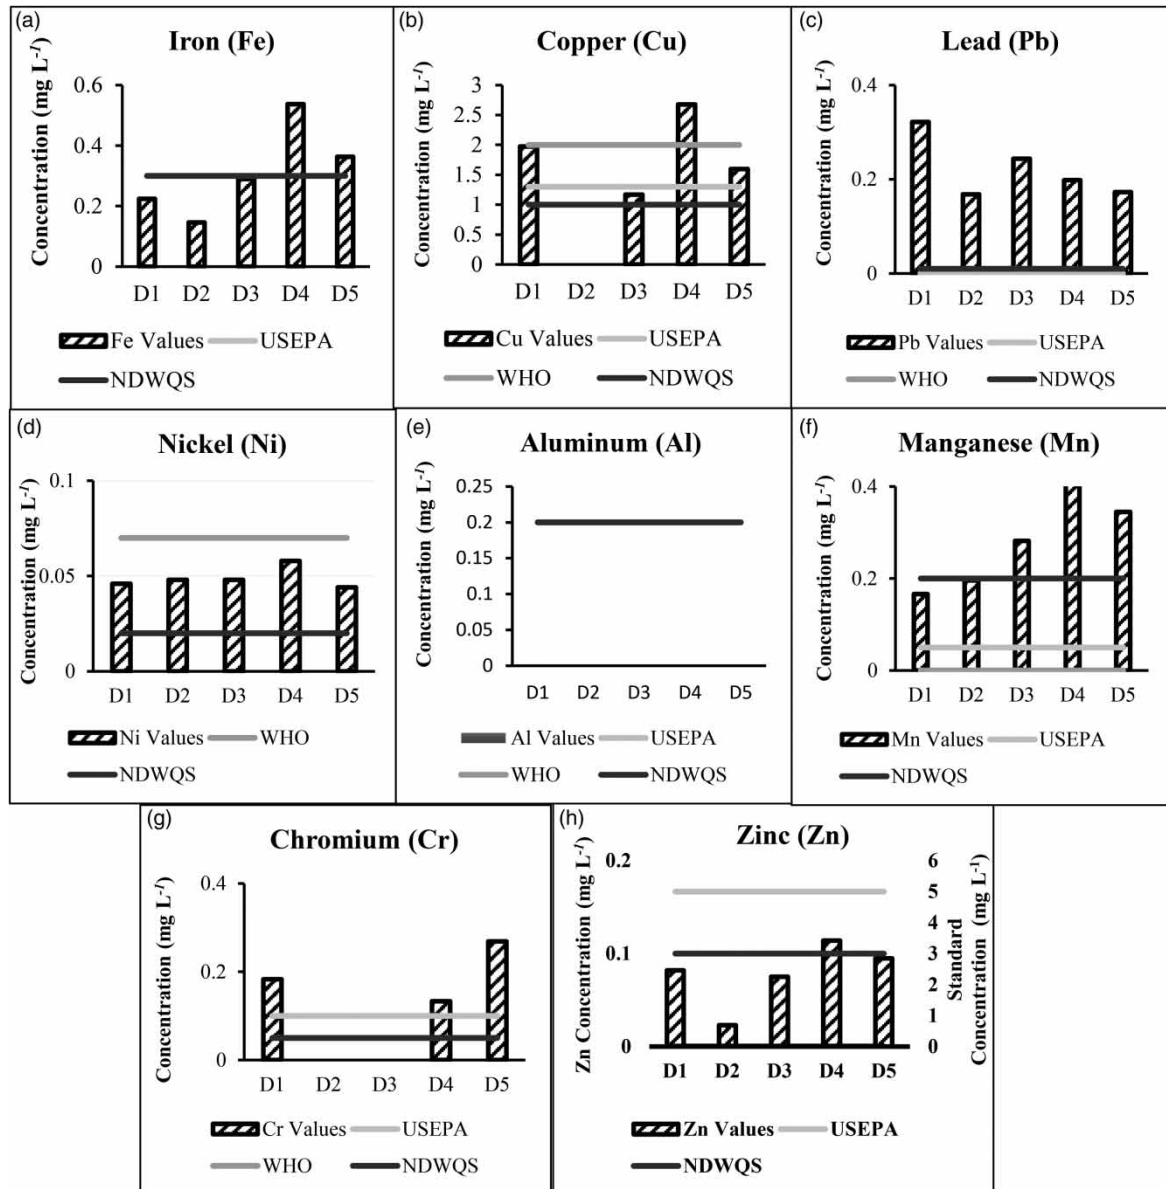 (a)
Iron (Fe)
Concentration (mg L-1)
0.6
0.4
0.2
0
D1 D2 D3 D4 D5
Fe Values USEPA
NDWQS
(b)
Copper (Cu)
Concentration (mg L-1)
3
2.5
2
1.5
1
0.5
0
D1 D2 D3 D4 D5
Cu Values USEPA
WHO NDWQS
(c)
Lead (Pb)
Concentration (mg L-1)
0.4
0.2
0
D1 D2 D3 D4 D5
Pb Values USEPA
WHO NDWQS
(d)
Nickel (Ni)
Concentration (mg L-1)
0.1
0.05
0
D1 D2 D3 D4 D5
Ni Values WHO
NDWQS
(e)
Aluminum (Al)
Concentration (mg L-1)
0.25
0.2
0.15
0.1
0.05
0
D1 D2 D3 D4 D5
Al Values USEPA
WHO NDWQS
(f)
Manganese (Mn)
Concentration (mg L-1)
0.4
0.2
0
D1 D2 D3 D4 D5
Mn Values USEPA
NDWQS
(g)
Chromium (Cr)
Concentration (mg L-1)
0.4
0.2
0
D1 D2 D3 D4 D5
Cr Values USEPA
WHO NDWQS
(h)
Zinc (Zn)
Zn Concentration (mg L-1)
0.2
0.1
0
6
5
4
3
2
1
0
Standard
Concentration (mg L-1)
D1 D2 D3 D4 D5
Zn Values USEPA
NDWQS